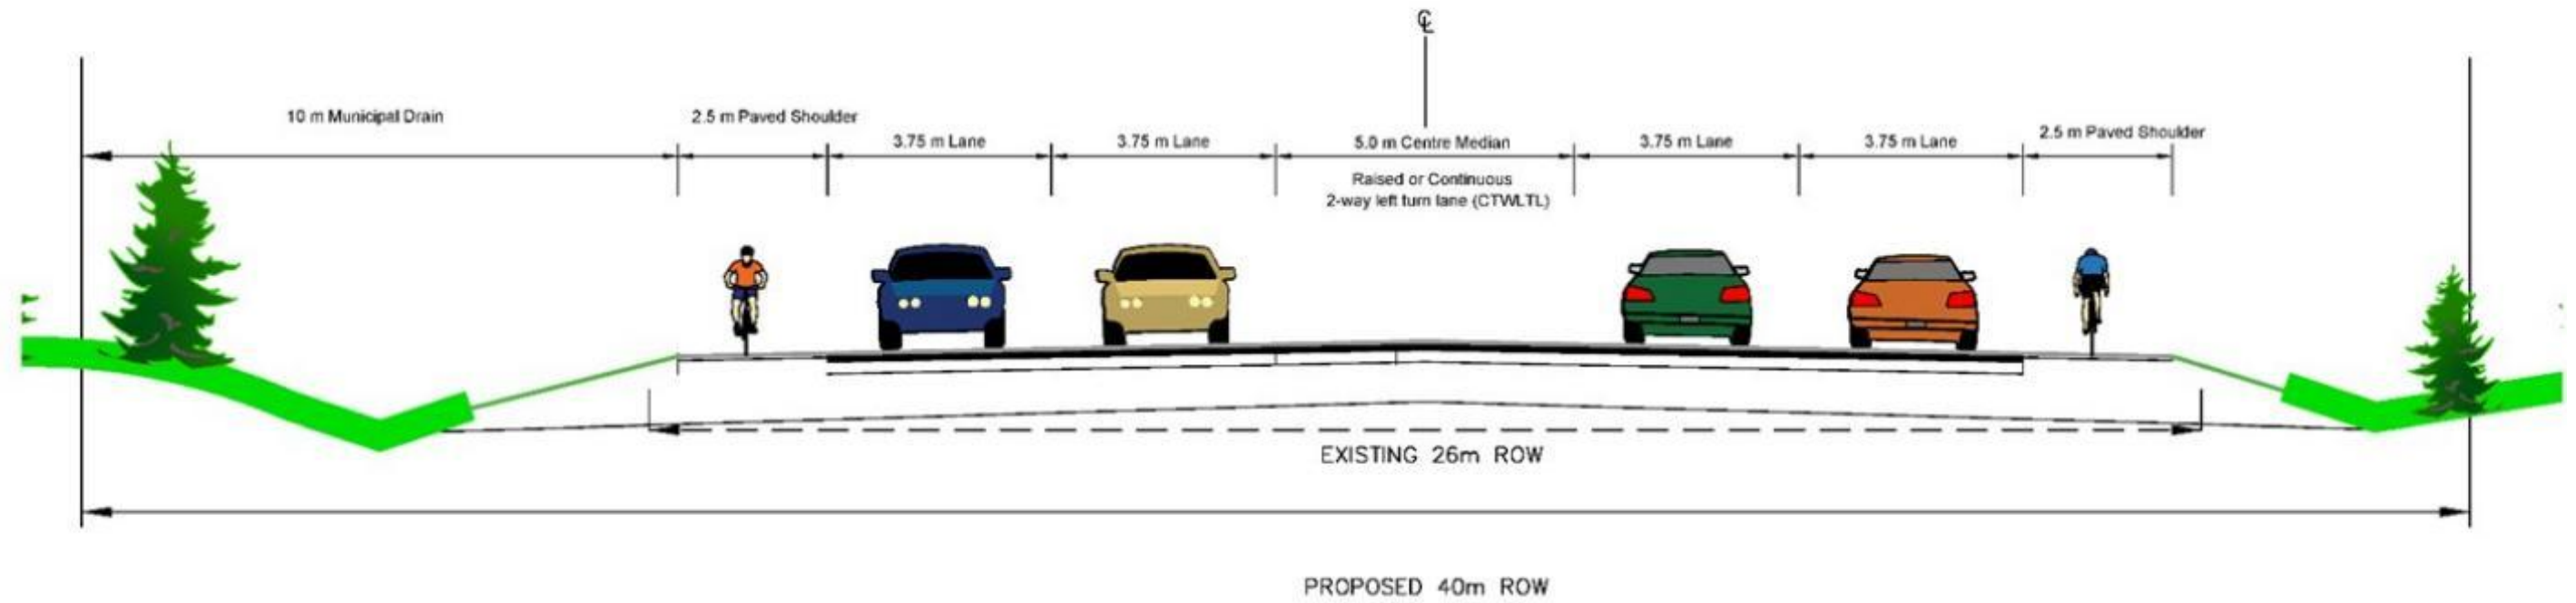 ℄
10 m Municipal Drain
2.5 m Paved Shoulder
3.75 m Lane
3.75 m Lane
5.0 m Centre Median
Raised or Continuous
2-way left turn lane (CTWLTL)
3.75 m Lane
3.75 m Lane
2.5 m Paved Shoulder
EXISTING 26m ROW
PROPOSED 40m ROW